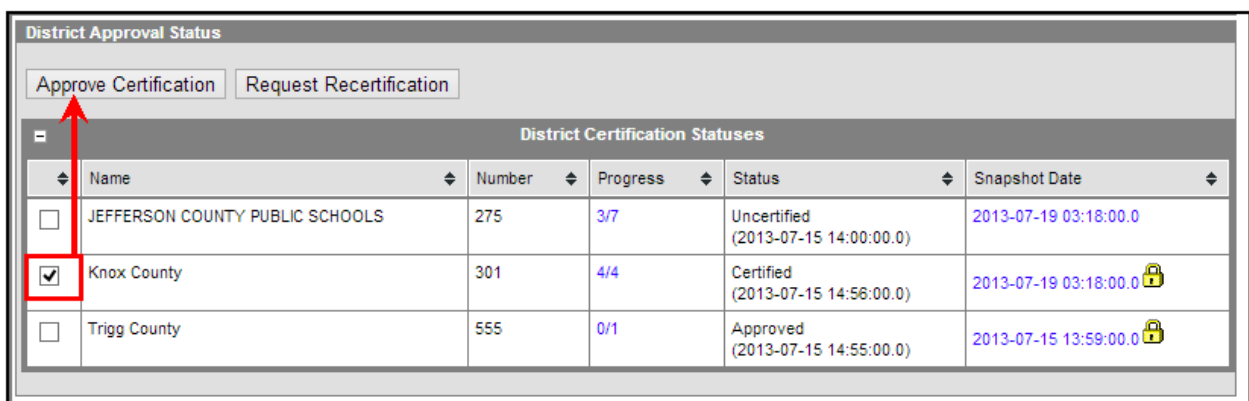 District Approval Status
Approve Certification Request Recertification
District Certification Statuses
Name Number Progress Status Snapshot Date
JEFFERSON COUNTY PUBLIC SCHOOLS 275 3/7 Uncertified 2013-07-19 03:18:00.0
(2013-07-15 14:00:00.0)
Knox County 301 4/4 Certified 2013-07-19 03:18:00.0
(2013-07-15 14:56:00.0)
Trigg County 555 0/1 Approved 2013-07-15 13:59:00.0
(2013-07-15 14:55:00.0)